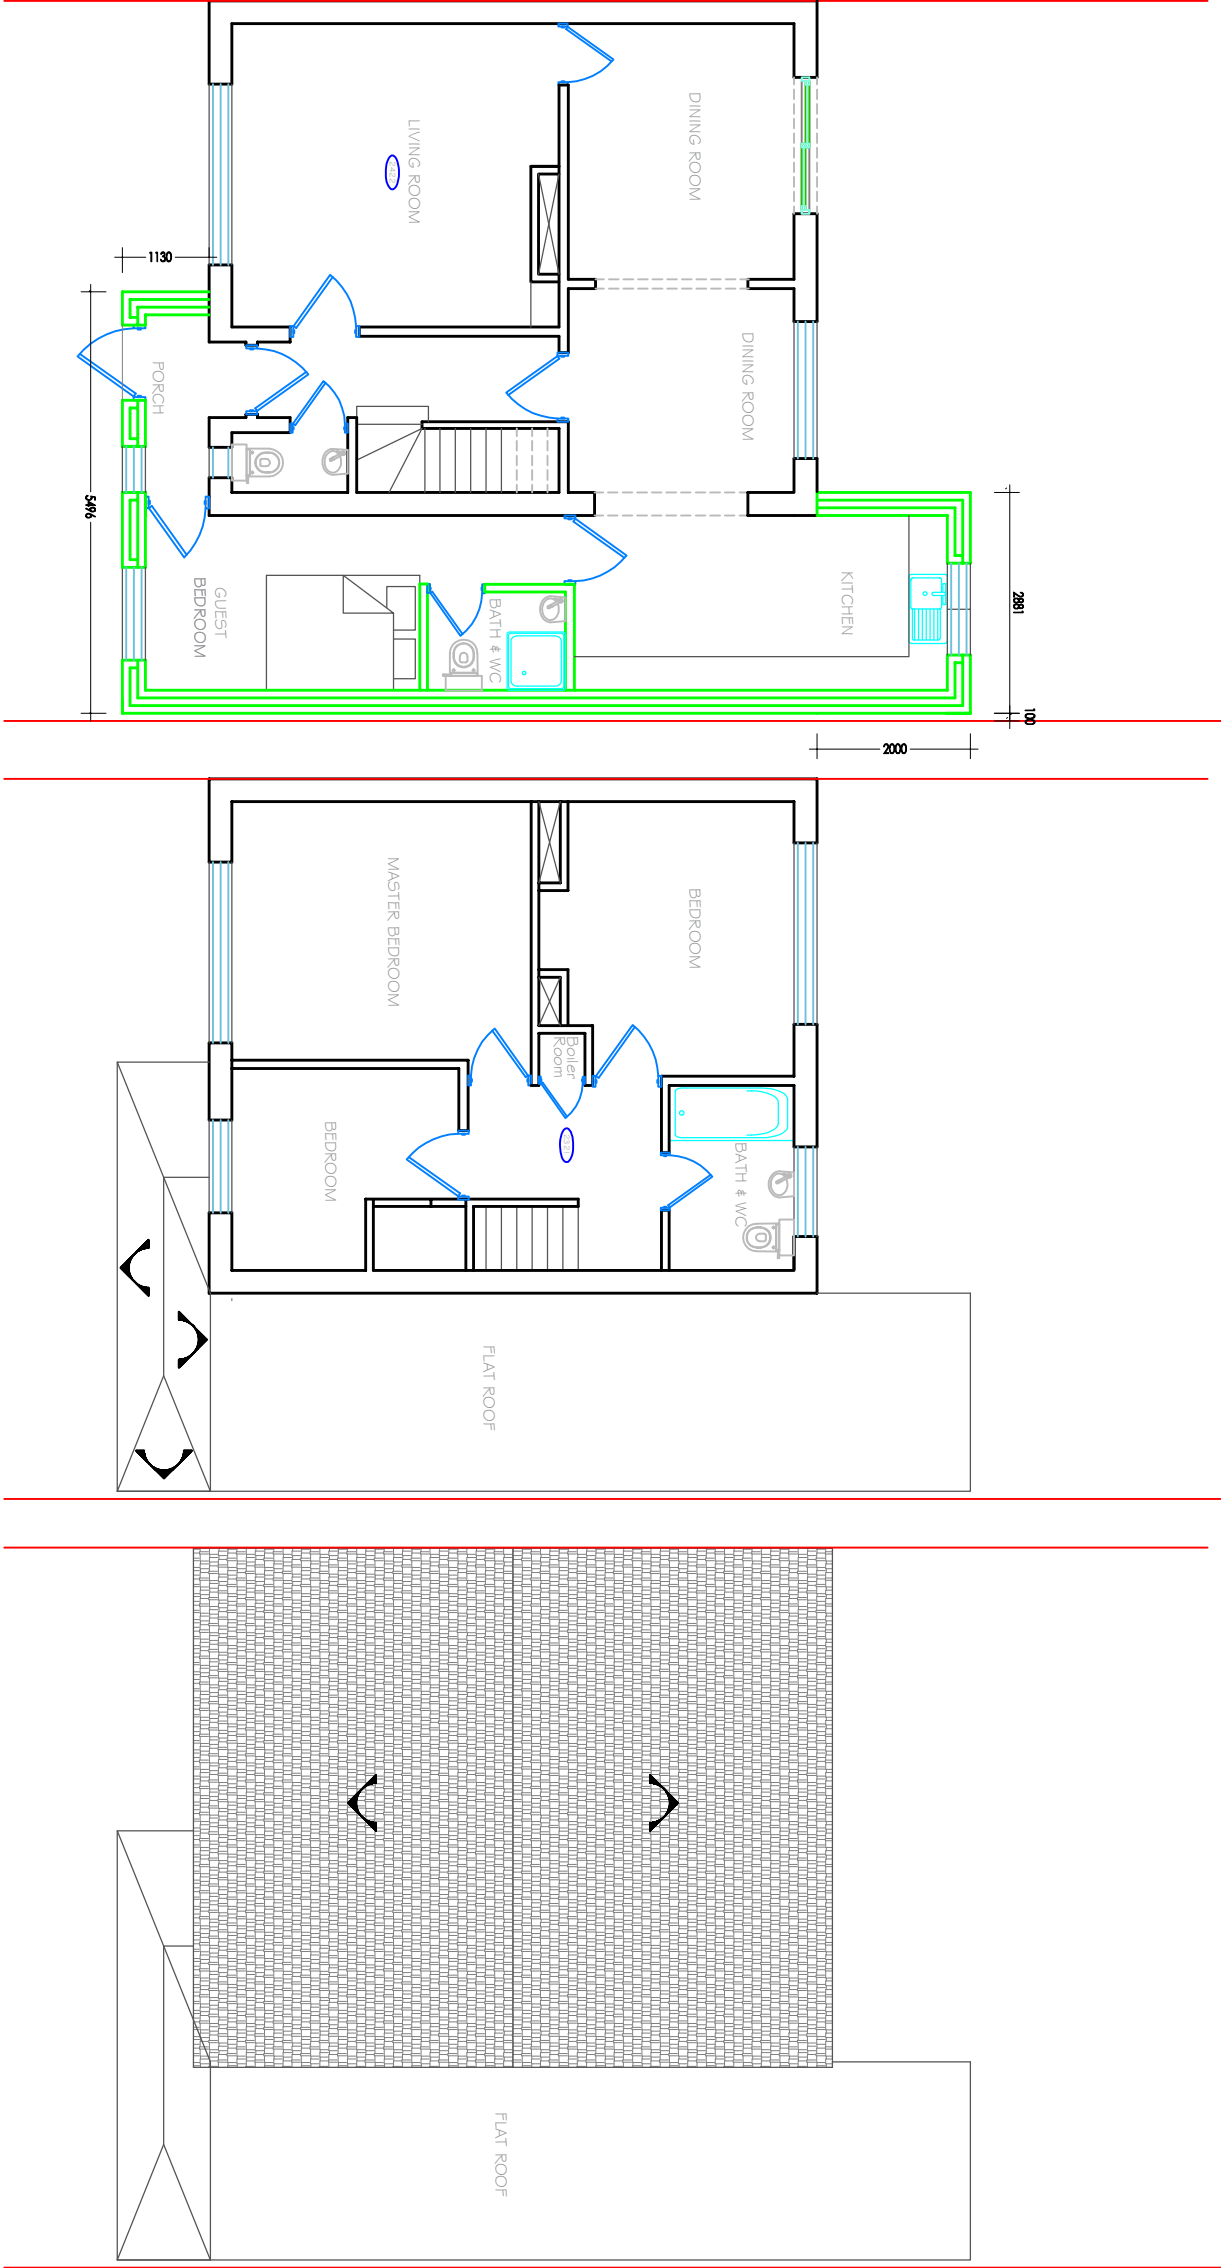 LIVING ROOM
DINING ROOM
1130
PORCH
DINING ROOM
5496
GUEST
BEDROOM
BATH & WC
KITCHEN
2881
100
2000
MASTER BEDROOM
BEDROOM
Boiler
Room
BEDROOM
BATH & WC
FLAT ROOF
FLAT ROOF